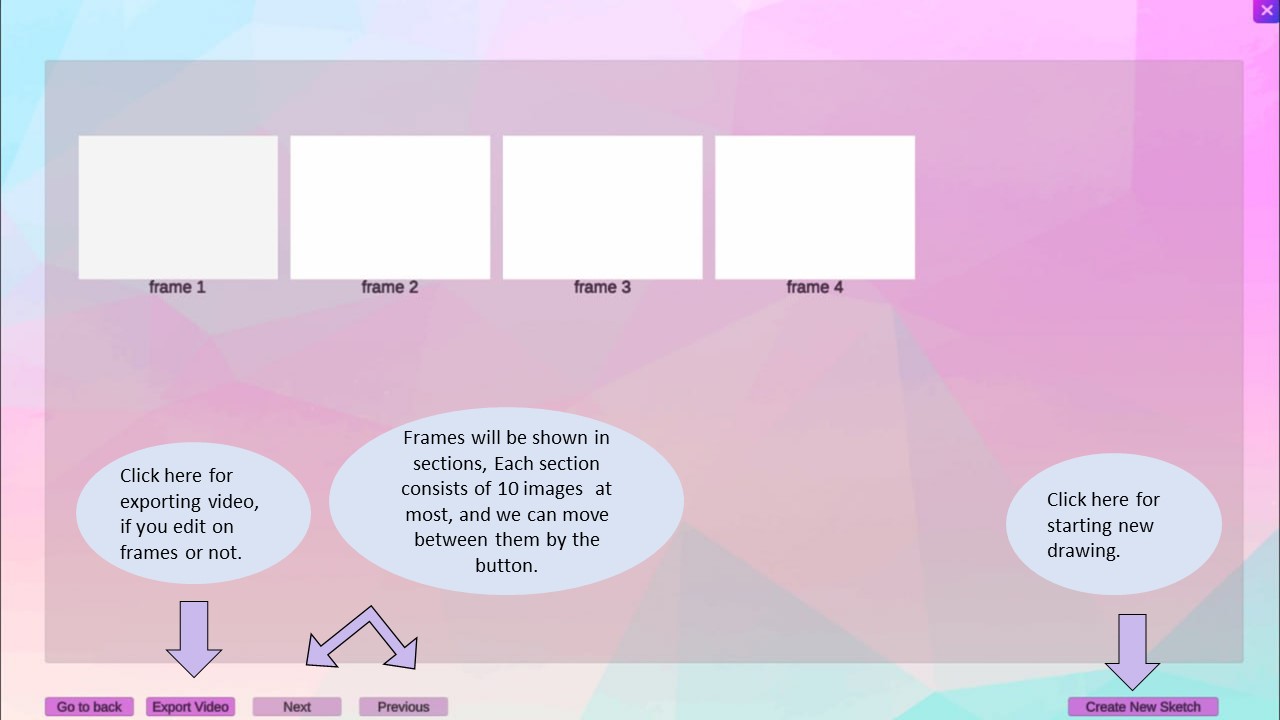 ×
frame 1
frame 2
frame 3
frame 4
Click here for
exporting video,
if you edit on
frames or not.
Frames will be shown in
sections, Each section
consists of 10 images  at
most, and we can move
between them by the
button.
Click here for
starting new
drawing.
Go to back
Export Video
Next
Previous
Create New Sketch